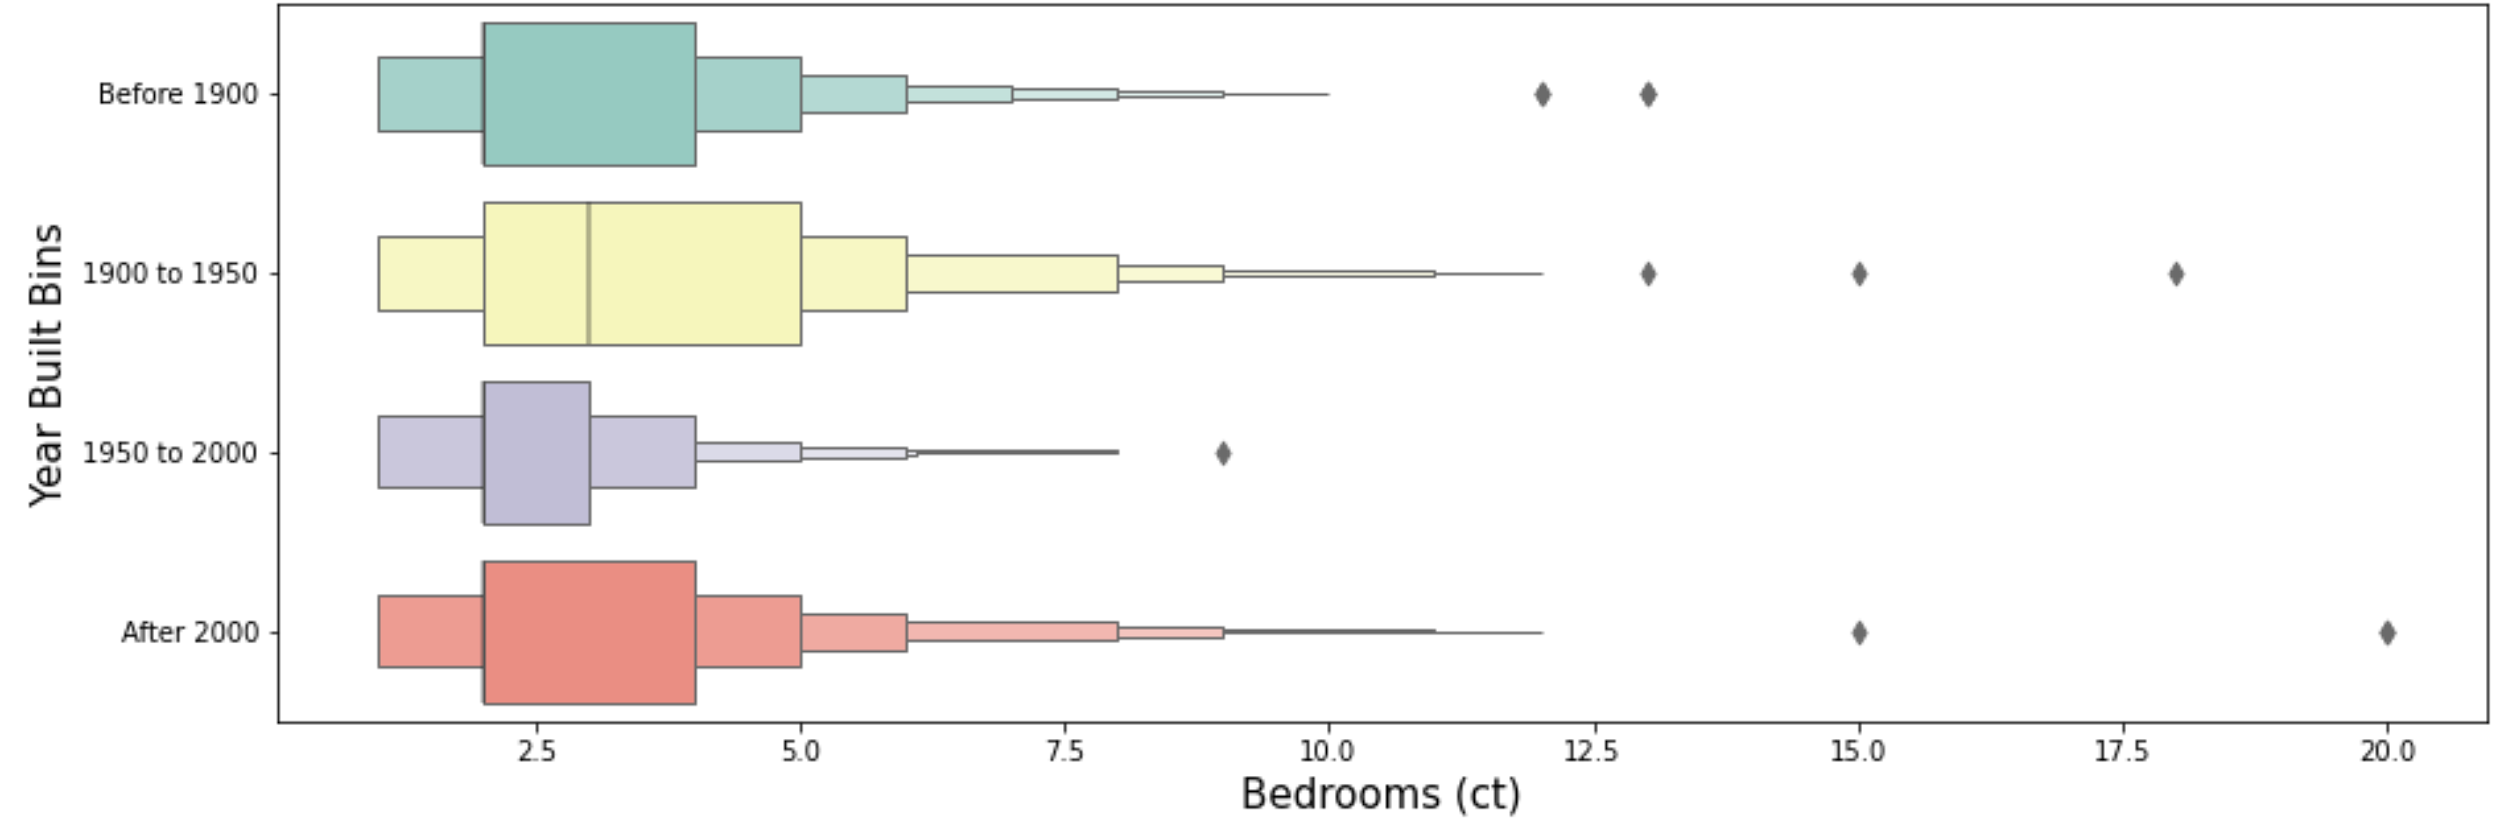 Year Built Bins
Before 1900
1900 to 1950
1950 to 2000
After 2000
2.5 5.0 7.5 10.0 12.5 15.0 17.5 20.0
Bedrooms (ct)